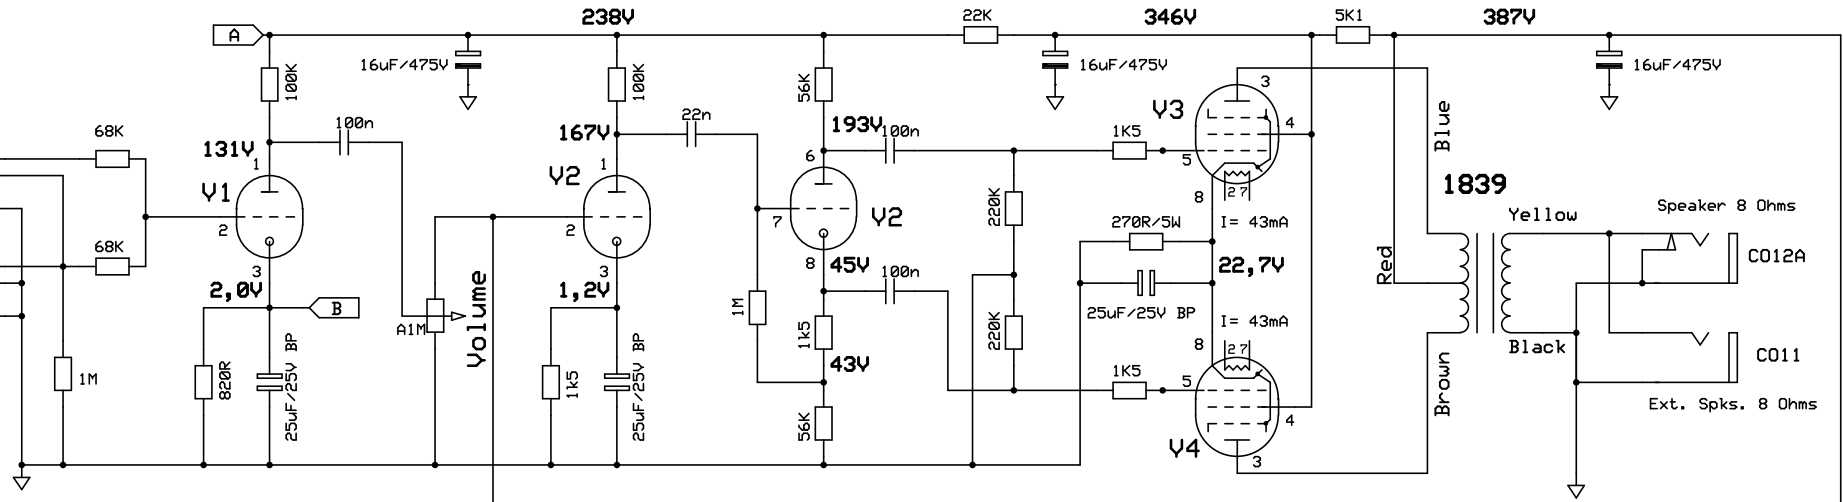 238V
22K
346V
5K1
387V
A
16uF/475V
100K
100K
56K
16uF/475V
16uF/475V
3
V3
Blue
68K
100n
22n
131V
167V
193V
100n
1K5
4
5
1
1
6
V1
V2
V2
2
2
7
8
2 7
220K
270R/5W
I= 43mA
1839
Yellow
Speaker 8 Ohms
68K
3
3
8
45V
100n
22,7V
Red
CO12A
2,0V
1,2V
B
Volume
A1M
1M
1k5
25uF/25V BP
I= 43mA
220K
8
2 7
Black
CO11
43V
1M
820R
25uF/25V BP
1k5
25uF/25V BP
1K5
5
56K
4
V4
3
Brown
Ext. Spks. 8 Ohms